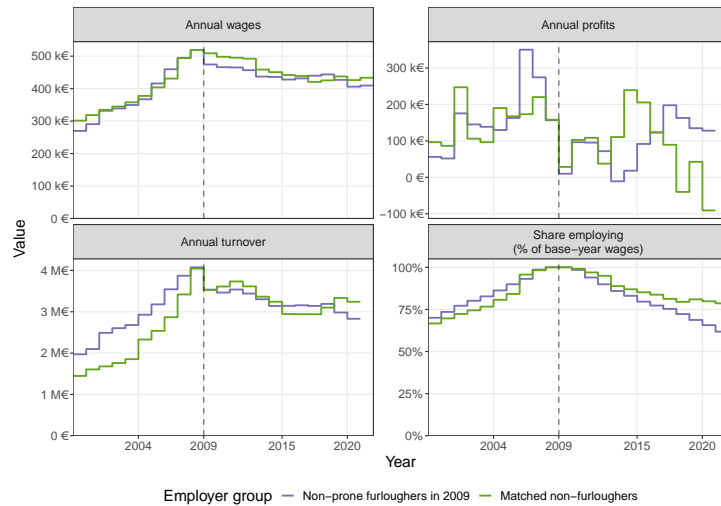 Annual wages
500 k€
400 k€
300 k€
200 k€
100 k€
0 €
Annual profits
300 k€
200 k€
100 k€
0 €
−100 k€
Value
Annual turnover
4 M€
3 M€
2 M€
1 M€
0 €
2004 2009 2015 2020
Share employing
(% of base−year wages)
100%
75%
50%
25%
0%
2004 2009 2015 2020
Year
Employer group Non−prone furloughers in 2009 Matched non−furloughers